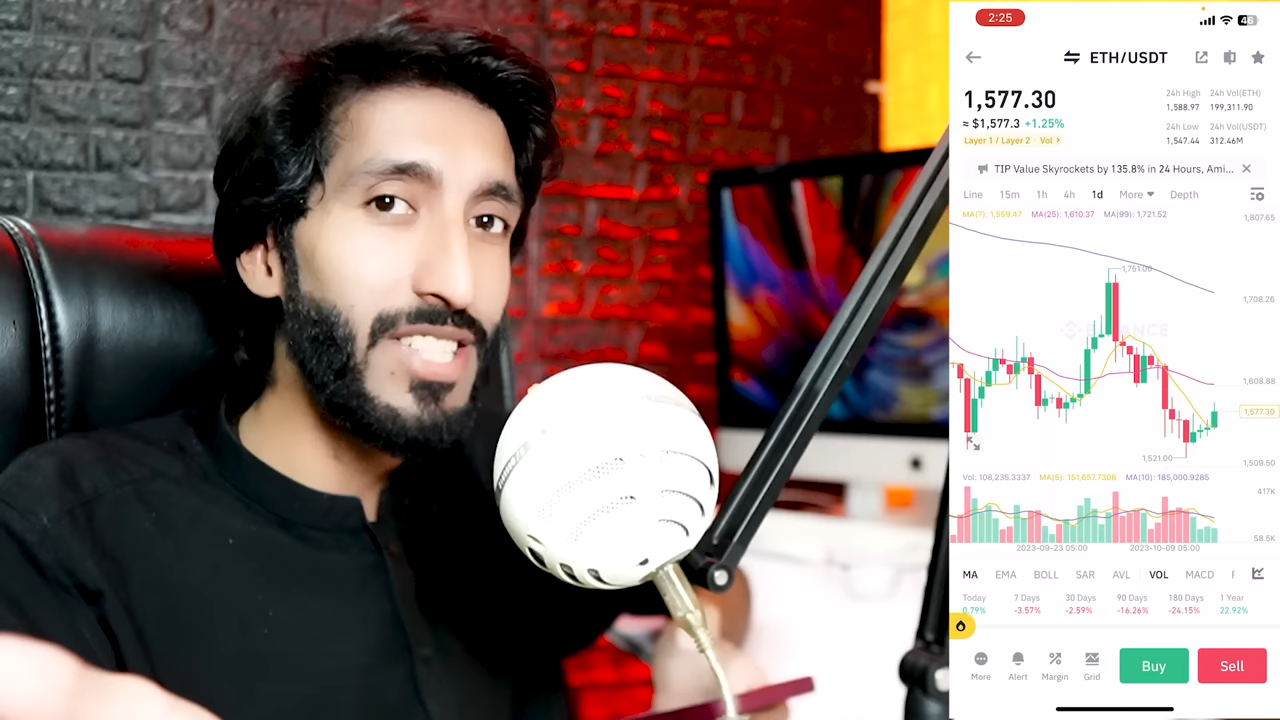 2:25
46
ETH/USDT
1,577.30
≈ $1,577.3 +1.25%
Layer 1 / Layer 2 Vol
24h High 24h Vol(ETH)
1,588.97 199,311.90
24h Low 24h Vol(USDT)
1,547.44 312.46M
TIP Value Skyrockets by 135.8% in 24 Hours, Ami...
Line 15m 1h 4h 1d More Depth
MA(7): 1,559.47 MA(25): 1,610.37 MA(99): 1,721.52
1,807.65
1,751.00
1,708.26
BINANCE
1,608.88
1,577.30
1,521.00
1,509.50
Vol: 108,235.3337 MA(5): 151,657.7308 MA(10): 185,000.9285
417K
58.5K
2023-09-23 05:00 2023-10-09 05:00
MA EMA BOLL SAR AVL VOL MACD
Today 7 Days 30 Days 90 Days 180 Days 1 Year
0.79% -3.57% -2.59% -16.26% -24.15% 22.92%
More Alert Margin Grid
Buy Sell